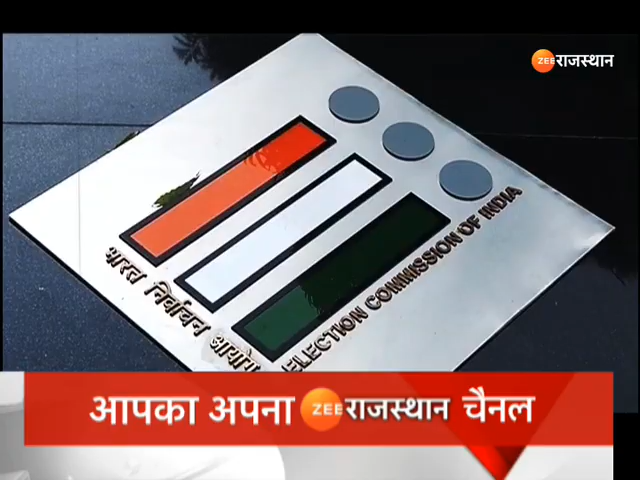 ZEE राजस्थान
भारत निर्वाचन आयोग
ELECTION COMMISSION OF INDIA
आपका अपना ZEE राजस्थान चैनल